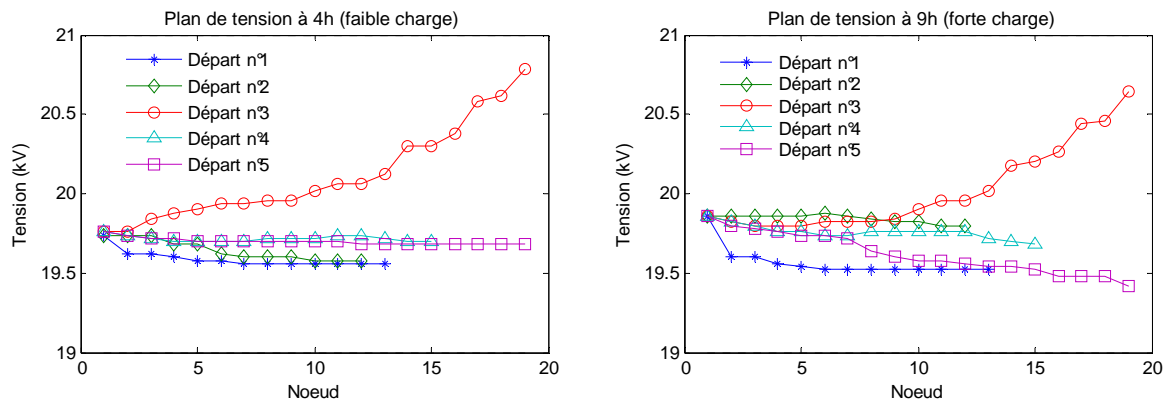 Plan de tension à 4h (faible charge)
21
20.5
20
19.5
19
Tension (kV)
Départ n°1
Départ n°2
Départ n°3
Départ n°4
Départ n°5
0
5
10
15
20
Noeud
Plan de tension à 9h (forte charge)
21
20.5
20
19.5
19
Tension (kV)
Départ n°1
Départ n°2
Départ n°3
Départ n°4
Départ n°5
0
5
10
15
20
Noeud